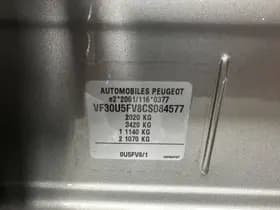 AUTOMOBILES PEUGEOT
e2*2001/116*0377
VF30U5FV8CS084577
2020 KG
3420 KG
1 1140 KG
2 1070 KG
0U5FV8/1